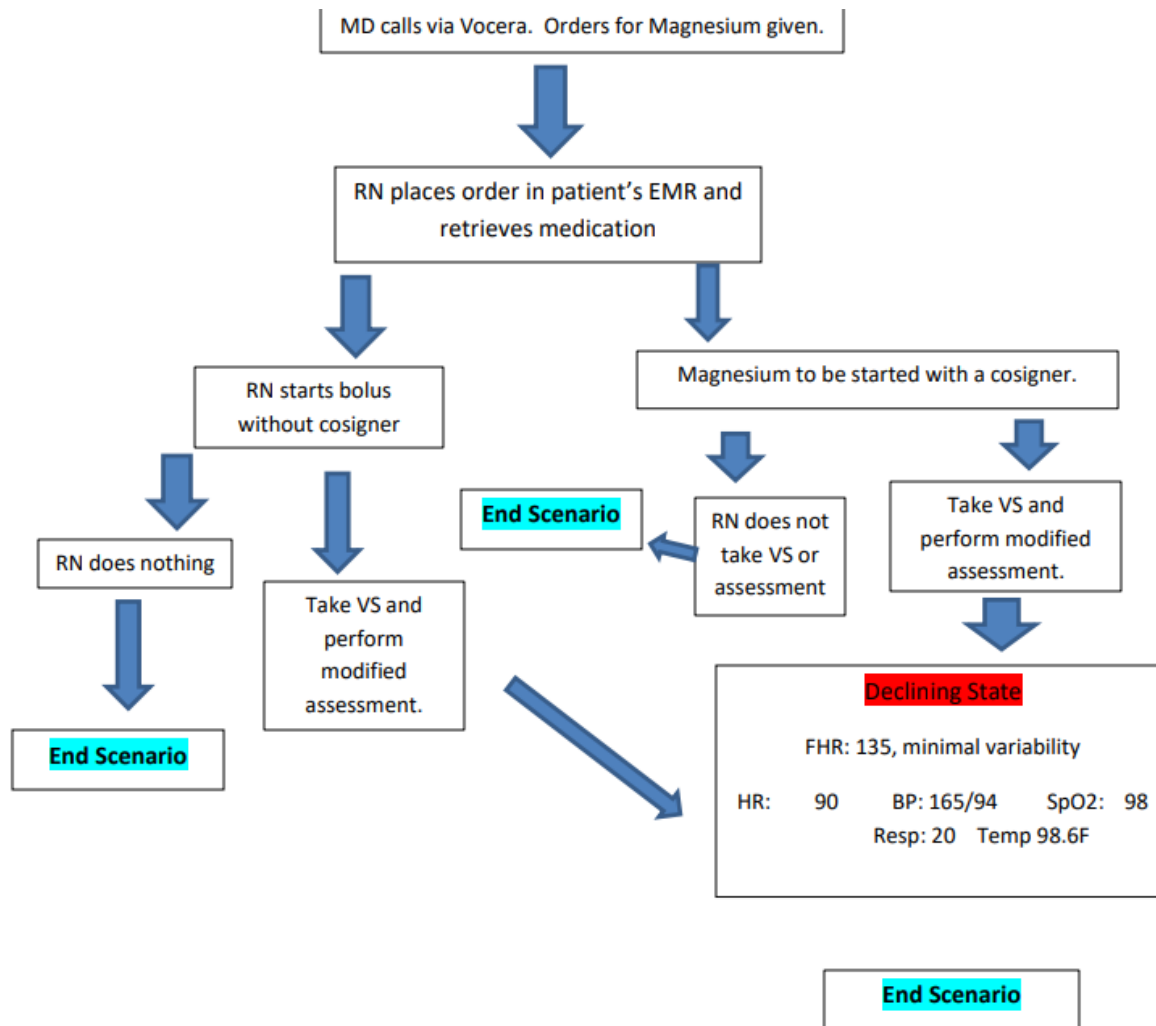 MD calls via Vocera.  Orders for Magnesium given.
RN places order in patient’s EMR and
retrieves medication
RN starts bolus
without cosigner
Magnesium to be started with a cosigner.
RN does nothing
Take VS and
perform
modified
assessment.
End Scenario
RN does not
take VS or
assessment
Take VS and
perform modified
assessment.
End Scenario
Declining State
FHR: 135, minimal variability
HR: 90 BP: 165/94 SpO2: 98
Resp: 20 Temp 98.6F
End Scenario